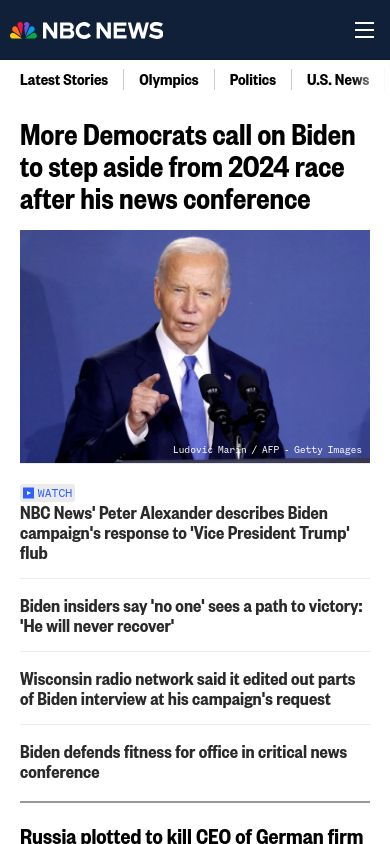 NBC NEWS
Latest Stories
Olympics
Politics
U.S. News
More Democrats call on Biden
to step aside from 2024 race
after his news conference
Ludovic Marin / AFP - Getty Images
WATCH
NBC News' Peter Alexander describes Biden
campaign's response to 'Vice President Trump'
flub
Biden insiders say 'no one' sees a path to victory:
'He will never recover'
Wisconsin radio network said it edited out parts
of Biden interview at his campaign's request
Biden defends fitness for office in critical news
conference
Russia plotted to kill CEO of German firm